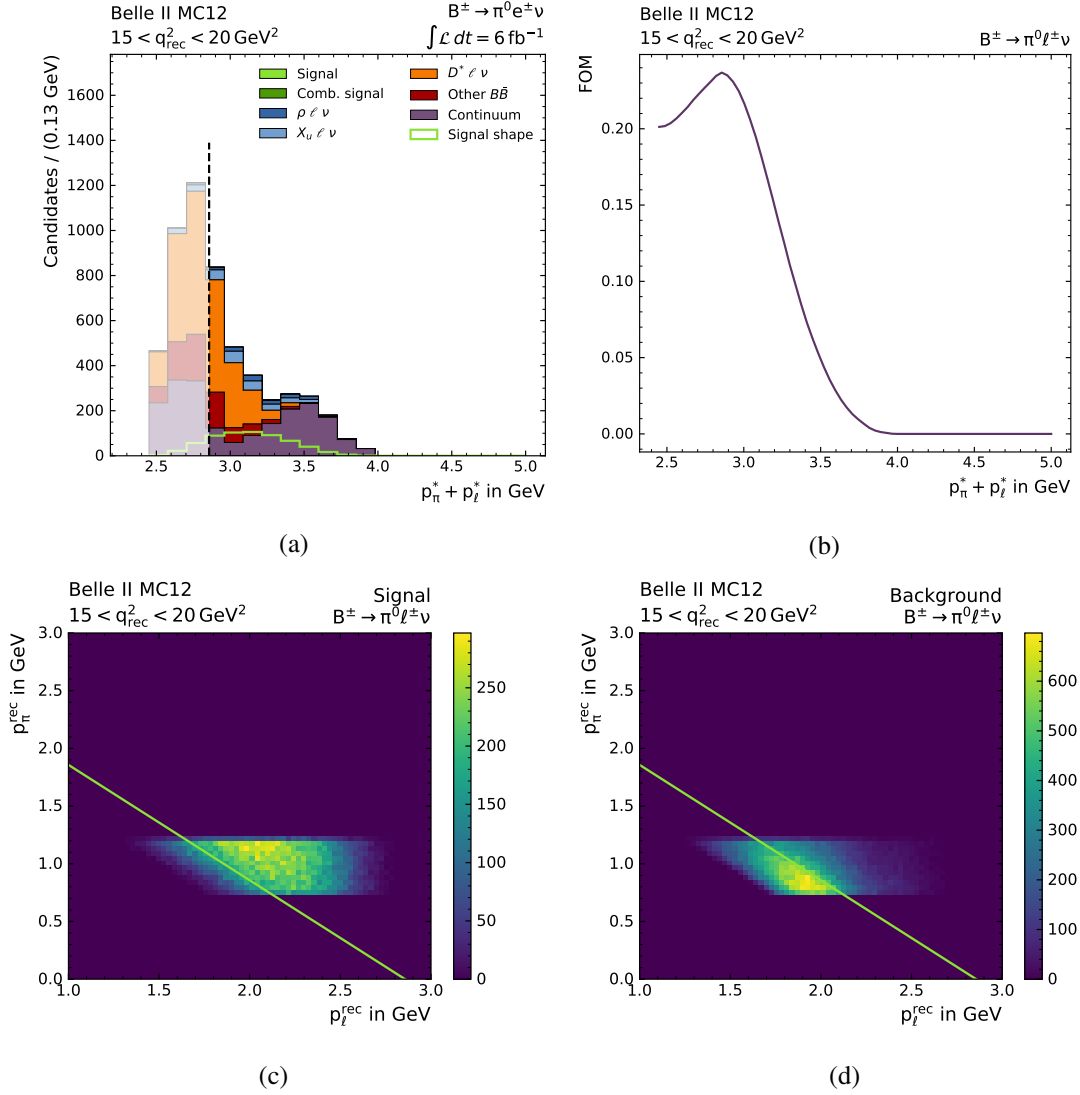 Belle II MC12
15 < q²rec < 20 GeV²
B± → π⁰e±ν
∫ℒ dt = 6 fb⁻¹
Candidates / (0.13 GeV)
1600
1400
1200
1000
800
600
400
200
0
2.5 3.0 3.5 4.0 4.5 5.0
p*π + p*ℓ in GeV
Signal
Comb. signal
ρ ℓ ν
Xu ℓ ν
D* ℓ ν
Other BB̄
Continuum
Signal shape
(a)
Belle II MC12
15 < q²rec < 20 GeV²
B± → π⁰ℓ±ν
FOM
0.20
0.15
0.10
0.05
0.00
2.5 3.0 3.5 4.0 4.5 5.0
p*π + p*ℓ in GeV
(b)
Belle II MC12
15 < q²rec < 20 GeV²
Signal
B± → π⁰ℓ±ν
pπ^rec in GeV
3.0
2.5
2.0
1.5
1.0
0.5
0.0
1.0 1.5 2.0 2.5 3.0
pℓ^rec in GeV
250
200
150
100
50
0
(c)
Belle II MC12
15 < q²rec < 20 GeV²
Background
B± → π⁰ℓ±ν
pπ^rec in GeV
3.0
2.5
2.0
1.5
1.0
0.5
0.0
1.0 1.5 2.0 2.5 3.0
pℓ^rec in GeV
600
500
400
300
200
100
0
(d)